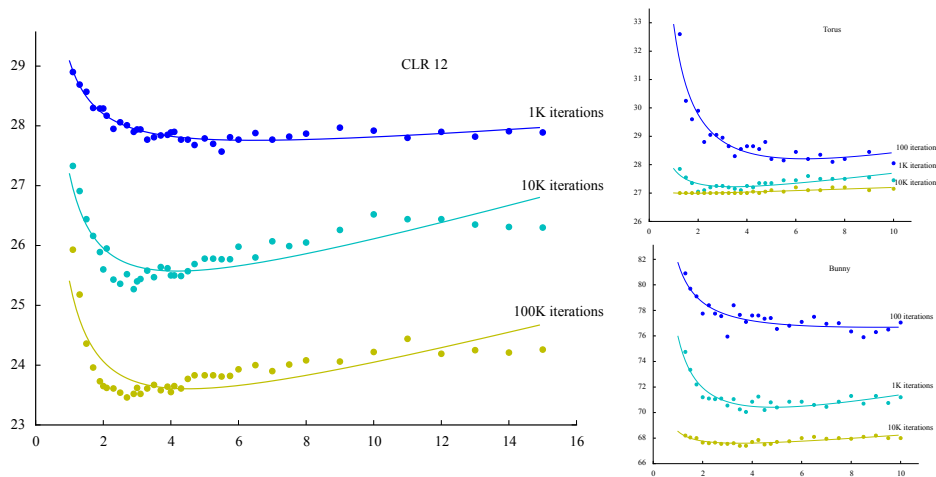 CLR 12
29
28
27
26
25
24
23
0 2 4 6 8 10 12 14 16
1K iterations
10K iterations
100K iterations
Torus
33
32
31
30
29
28
27
26
0 2 4 6 8 10
100 iteration
1K iteration
10K iteration
Bunny
82
80
78
76
74
72
70
68
66
0 2 4 6 8 10
100 iterations
1K iterations
10K iterations